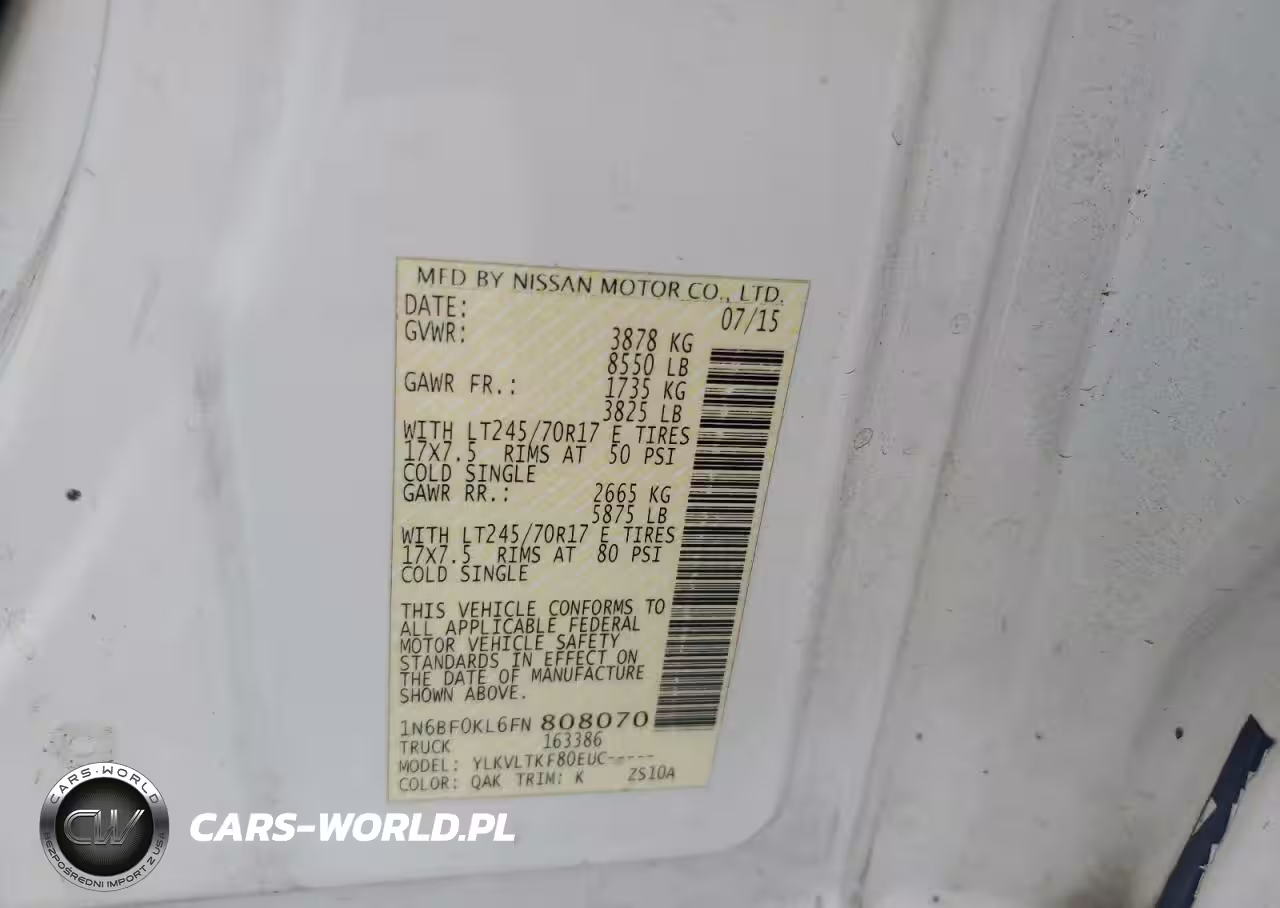 MFD BY NISSAN MOTOR CO., LTD.
DATE: 07/15
GVWR: 3878 KG
8550 LB
GAWR FR.: 1735 KG
3825 LB
WITH LT245/70R17 E TIRES
17X7.5 RIMS AT 50 PSI
COLD SINGLE
GAWR RR.: 2665 KG
5875 LB
WITH LT245/70R17 E TIRES
17X7.5 RIMS AT 80 PSI
COLD SINGLE
THIS VEHICLE CONFORMS TO
ALL APPLICABLE FEDERAL
MOTOR VEHICLE SAFETY
STANDARDS IN EFFECT ON
THE DATE OF MANUFACTURE
SHOWN ABOVE.
1N6BF0KL6FN 808070
TRUCK 163386
MODEL: YLKVLTKF80EUC-----
COLOR: QAK TRIM: K ZS10A
CARS-WORLD
CW
BEZPOŚREDNI IMPORT Z USA
CARS-WORLD.PL